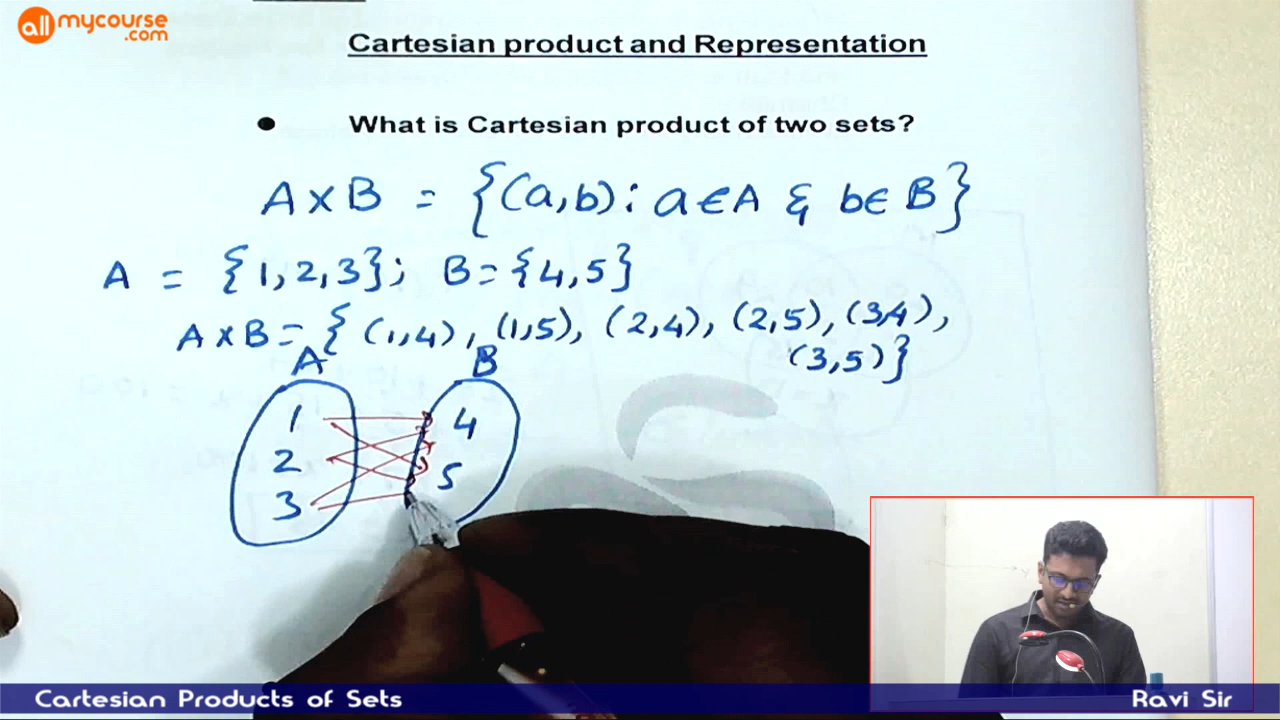 all mycourse
.com
Cartesian product and Representation
● What is Cartesian product of two sets?
A×B = {(a,b): a∈A & b∈B}
A = {1,2,3}; B={4,5}
A×B={ (1,4), (1,5), (2,4), (2,5), (3,4),
(3,5)}
A B
1 4
2 5
3
Cartesian Products of Sets Ravi Sir